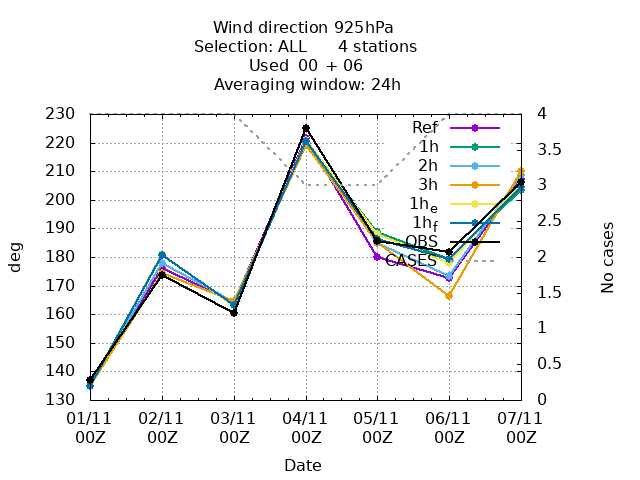 Wind direction 925hPa
Selection: ALL 4 stations
Used 00 + 06
Averaging window: 24h
230
220
210
200
190
180
170
160
150
140
130
deg
4
3.5
3
2.5
2
1.5
1
0.5
0
No cases
Ref
1h
2h
3h
1h_e
1h_f
OBS
CASES
01/11 02/11 03/11 04/11 05/11 06/11 07/11
00Z 00Z 00Z 00Z 00Z 00Z 00Z
Date